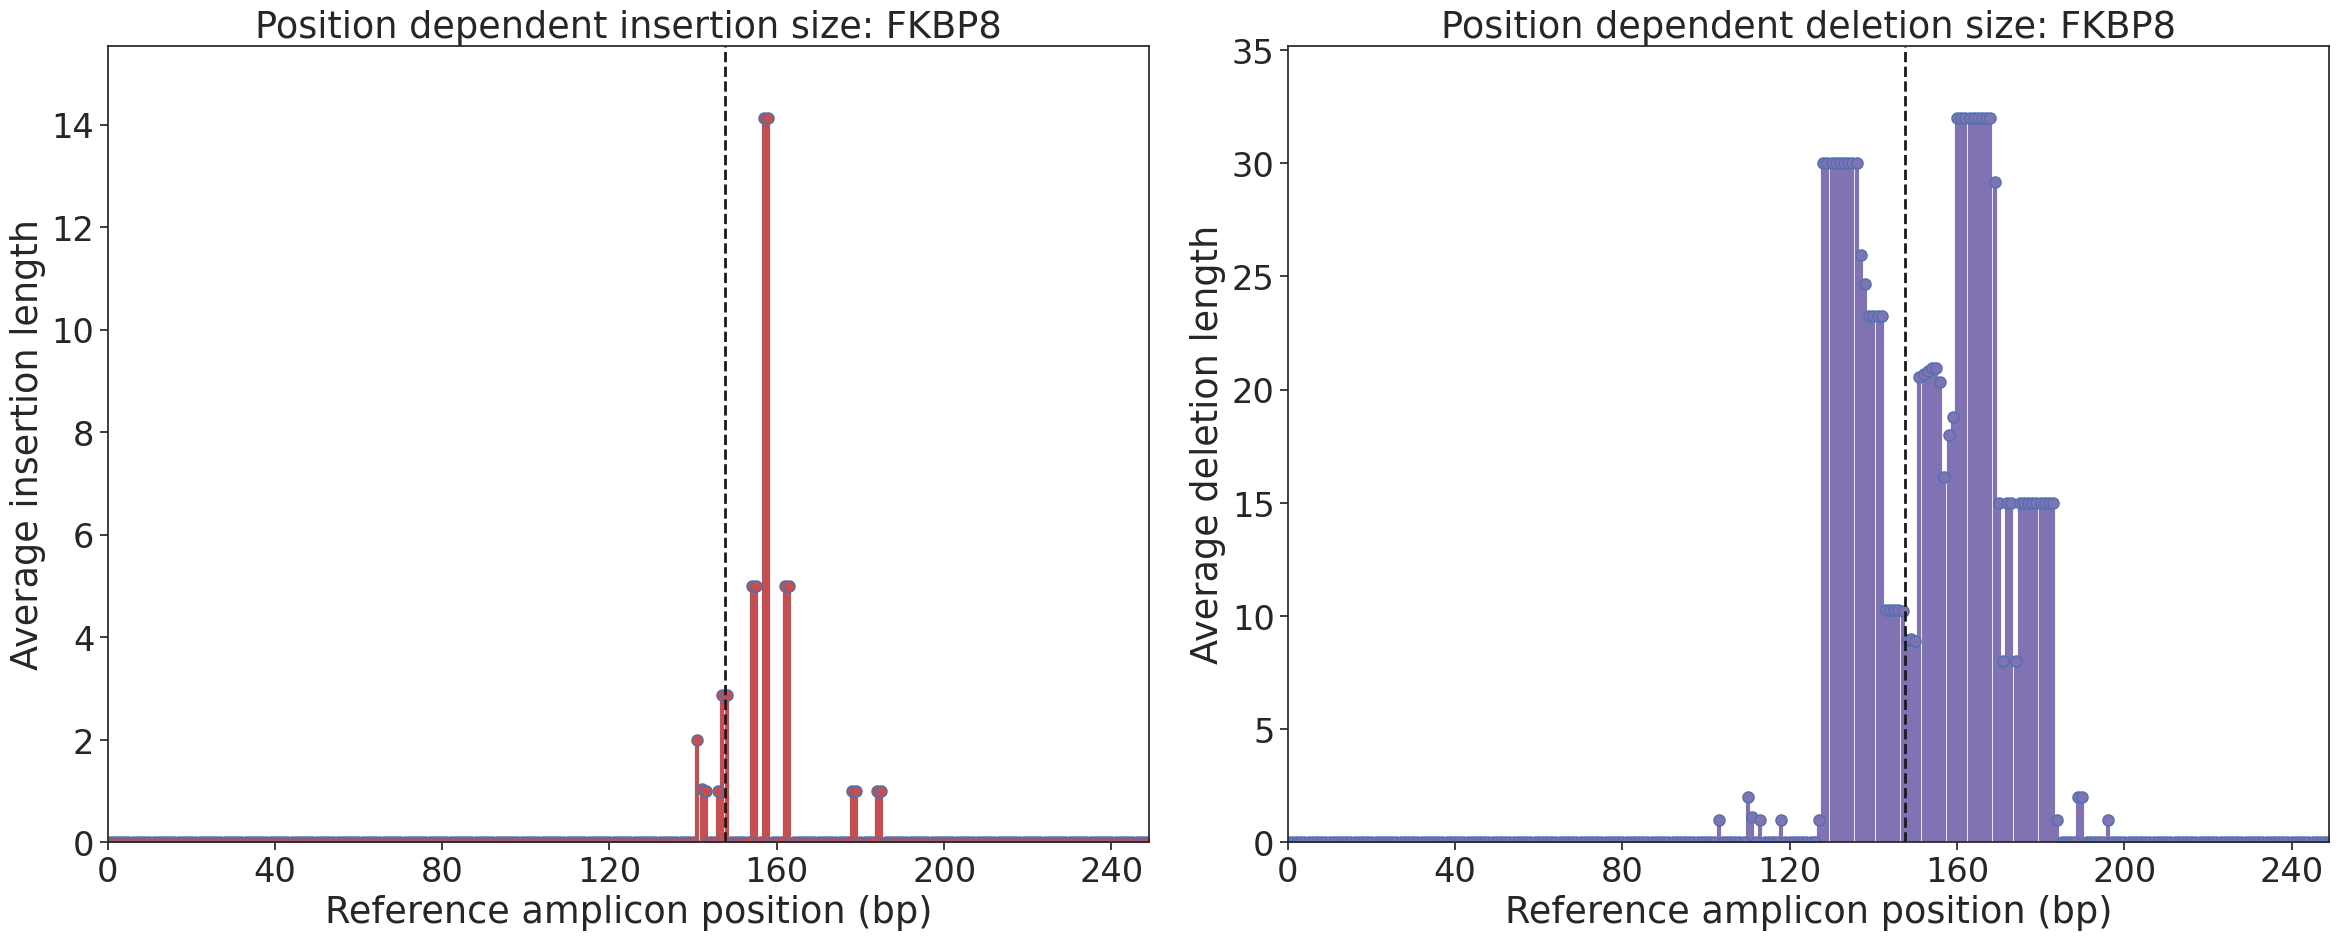 Position dependent insertion size: FKBP8
Average insertion length
14
12
10
8
6
4
2
0
0 40 80 120 160 200 240
Reference amplicon position (bp)
Position dependent deletion size: FKBP8
Average deletion length
35
30
25
20
15
10
5
0
0 40 80 120 160 200 240
Reference amplicon position (bp)